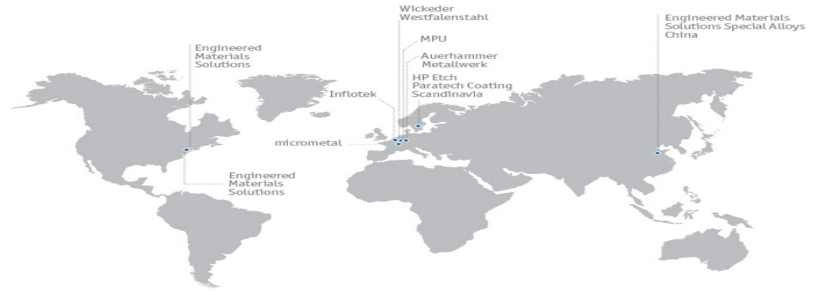 Wickeder
Westfalenstahl
MPU
Auerhammer
Metallwerk
HP Etch
Paratech Coating
Scandinavia
Inflotek
micrometal
Engineered
Materials
Solutions
Engineered
Materials
Solutions
Engineered Materials
Solutions Special Alloys
China